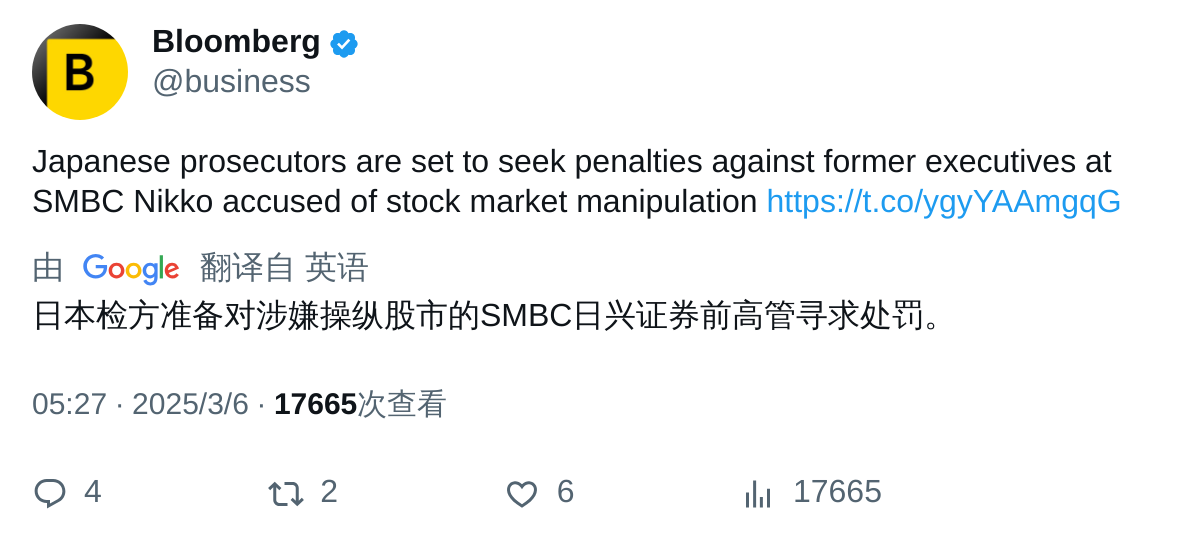 B
Bloomberg
@business
Japanese prosecutors are set to seek penalties against former executives at
SMBC Nikko accused of stock market manipulation https://t.co/ygyYAAmgqG
由 Google 翻译自 英语
日本检方准备对涉嫌操纵股市的SMBC日兴证券前高管寻求处罚。
05:27 · 2025/3/6 · 17665次查看
4 2 6 17665